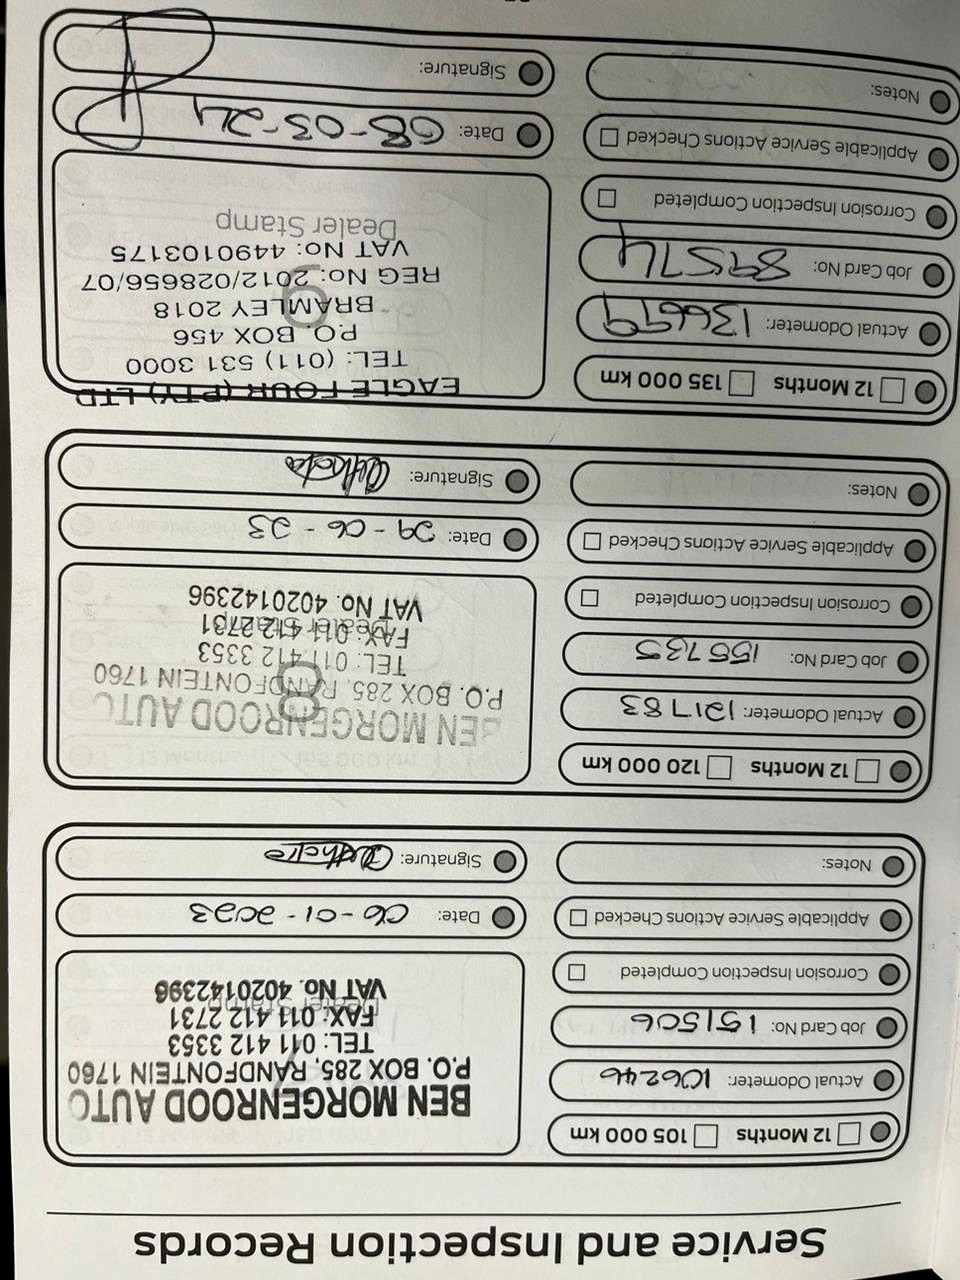 Service and Inspection Records
12 Months 105 000 km
Actual Odometer: 106246
Job Card No: 151506
Corrosion Inspection Completed
Applicable Service Actions Checked
Notes:
BEN MORGENROOD AUTO
P.O. BOX 285, RANDFONTEIN 1760
TEL: 011 412 3353
FAX: 011 412 2731
Dealer Stamp
VAT No. 4020142396
Date: 06-01-2023
Signature:
12 Months 120 000 km
Actual Odometer: 121783
Job Card No: 155735
Corrosion Inspection Completed
Applicable Service Actions Checked
Notes:
8
BEN MORGENROOD AUTO
P.O. BOX 285, RANDFONTEIN 1760
TEL: 011 412 3353
FAX: 011 412 2731
Dealer Stamp
VAT No. 4020142396
Date: 29-06-23
Signature:
12 Months 135 000 km
Actual Odometer: 136679
Job Card No: 89574
Corrosion Inspection Completed
Applicable Service Actions Checked
Notes:
9
EAGLE FOUR (PTY) LTD
TEL: (011) 531 3000
P.O. BOX 456
BRAMLEY 2018
REG No: 2012/028656/07
VAT No: 4490103175
Dealer Stamp
Date: 08-03-24
Signature: